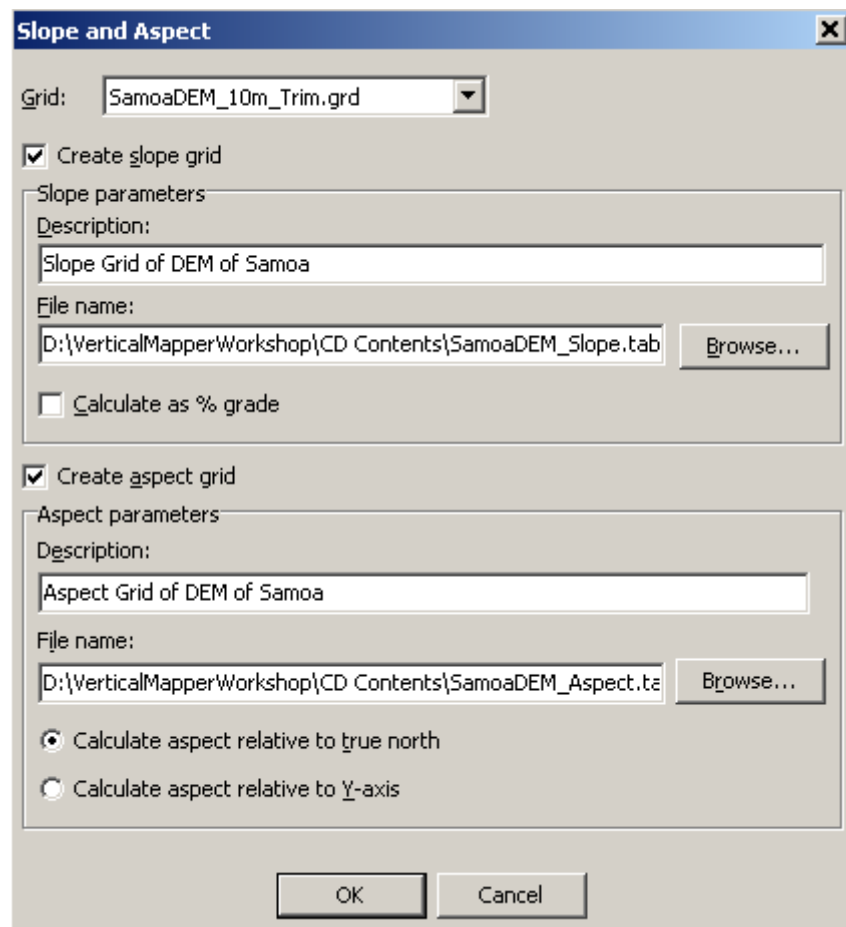 Slope and Aspect
Grid: SamoaDEM_10m_Trim.grd
Create slope grid
Slope parameters
Description:
Slope Grid of DEM of Samoa
File name:
D:\VerticalMapperWorkshop\CD Contents\SamoaDEM_Slope.tab Browse...
Calculate as % grade
Create aspect grid
Aspect parameters
Description:
Aspect Grid of DEM of Samoa
File name:
D:\VerticalMapperWorkshop\CD Contents\SamoaDEM_Aspect.ta Browse...
Calculate aspect relative to true north
Calculate aspect relative to Y-axis
OK Cancel